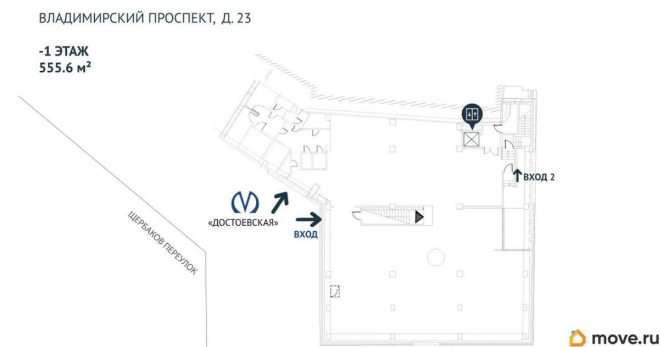 ВЛАДИМИРСКИЙ ПРОСПЕКТ, Д. 23
-1 ЭТАЖ
555.6 м²
ВХОД 2
«ДОСТОЕВСКАЯ»
ВХОД
ЩЕРБАКОВ ПЕРЕУЛОК
move.ru